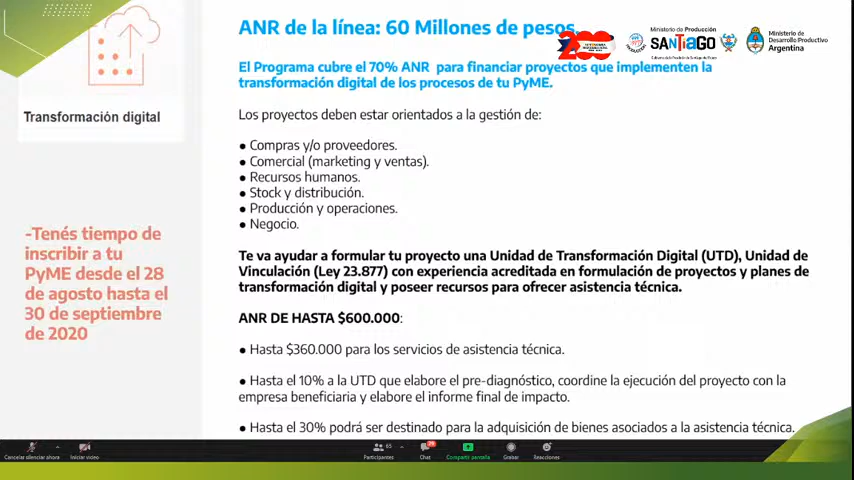 ANR de la línea: 60 Millones de pesos.
200
Ministerio de Producción
SANTIAGO
Ministerio de
Desarrollo Productivo
Argentina
El Programa cubre el 70% ANR para financiar proyectos que implementen la
transformación digital de los procesos de tu PyME.
Transformación digital
Los proyectos deben estar orientados a la gestión de:
● Compras y/o proveedores.
● Comercial (marketing y ventas).
● Recursos humanos.
● Stock y distribución.
● Producción y operaciones.
● Negocio.
-Tenés tiempo de
inscribir a tu
PyME desde el 28
de agosto hasta el
30 de septiembre
de 2020
Te va ayudar a formular tu proyecto una Unidad de Transformación Digital (UTD), Unidad de
Vinculación (Ley 23.877) con experiencia acreditada en formulación de proyectos y planes de
transformación digital y poseer recursos para ofrecer asistencia técnica.
ANR DE HASTA $600.000:
● Hasta $360.000 para los servicios de asistencia técnica.
● Hasta el 10% a la UTD que elabore el pre-diagnóstico, coordine la ejecución del proyecto con la
empresa beneficiaria y elabore el informe final de impacto.
● Hasta el 30% podrá ser destinado para la adquisición de bienes asociados a la asistencia técnica.
Cancelar silenciar ahora
Iniciar video
65
Participantes
Chat
Compartir pantalla
Grabar
Reacciones